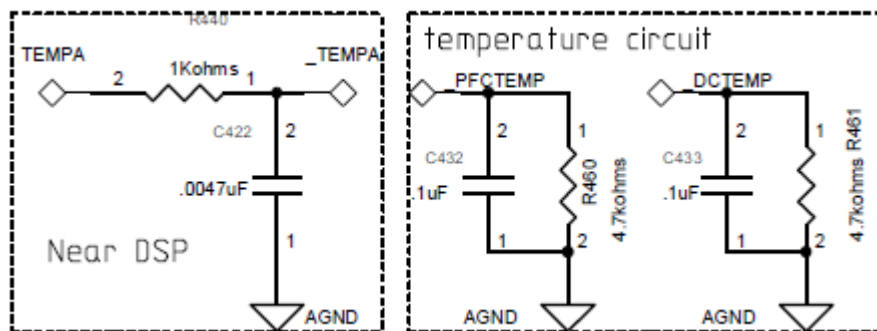 R440
TEMPA
_TEMPA
2
1Kohms
1
C422
2
.0047uF
1
Near DSP
AGND
temperature circuit
_PFCTEMP
_DCTEMP
2
1
2
1
C432
C433
.1uF
R460
4.7kohms
.1uF
4.7kohms R461
1
2
1
2
AGND
AGND